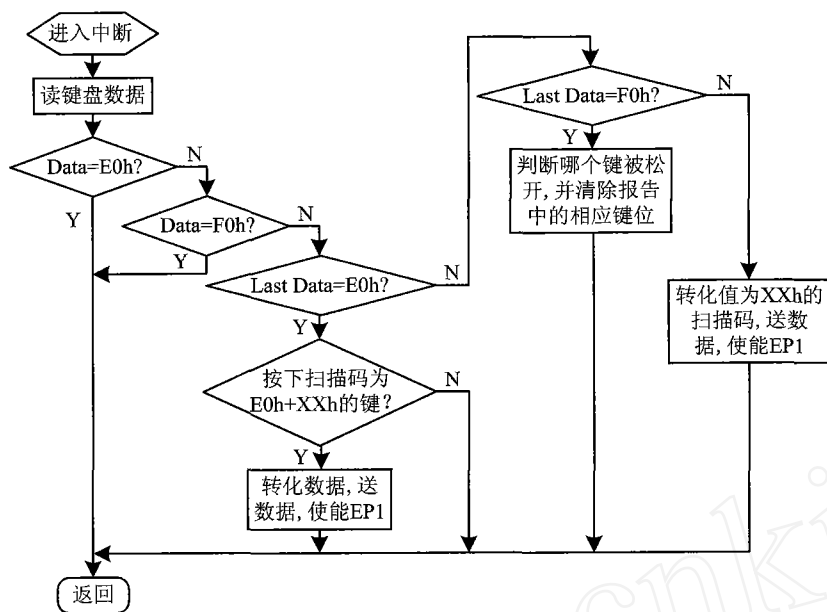 进入中断
读键盘数据
Data=E0h?
N
Y
Data=F0h?
N
Y
Last Data=E0h?
N
Y
按下扫描码为
E0h+XXh的键?
N
Y
转化数据, 送
数据, 使能EP1
Last Data=F0h?
N
Y
判断哪个键被松
开, 并清除报告
中的相应键位
转化值为XXh的
扫描码, 送数
据, 使能EP1
返回